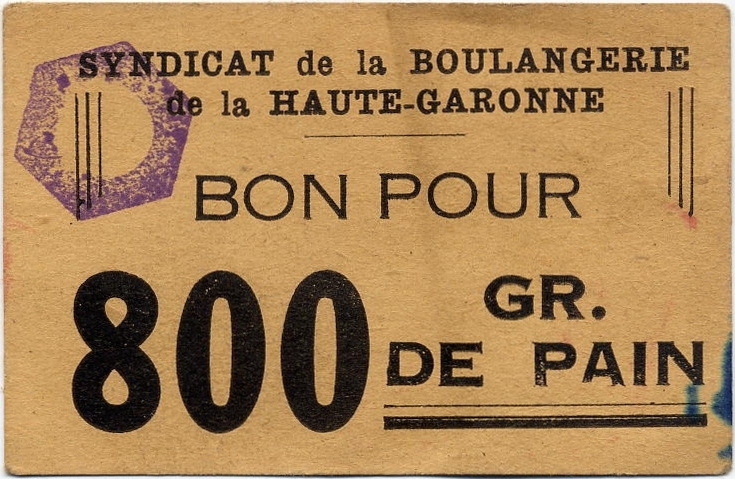 SYNDICAT de la BOULANGERIE
de la HAUTE-GARONNE
BON POUR
800 GR.
DE PAIN